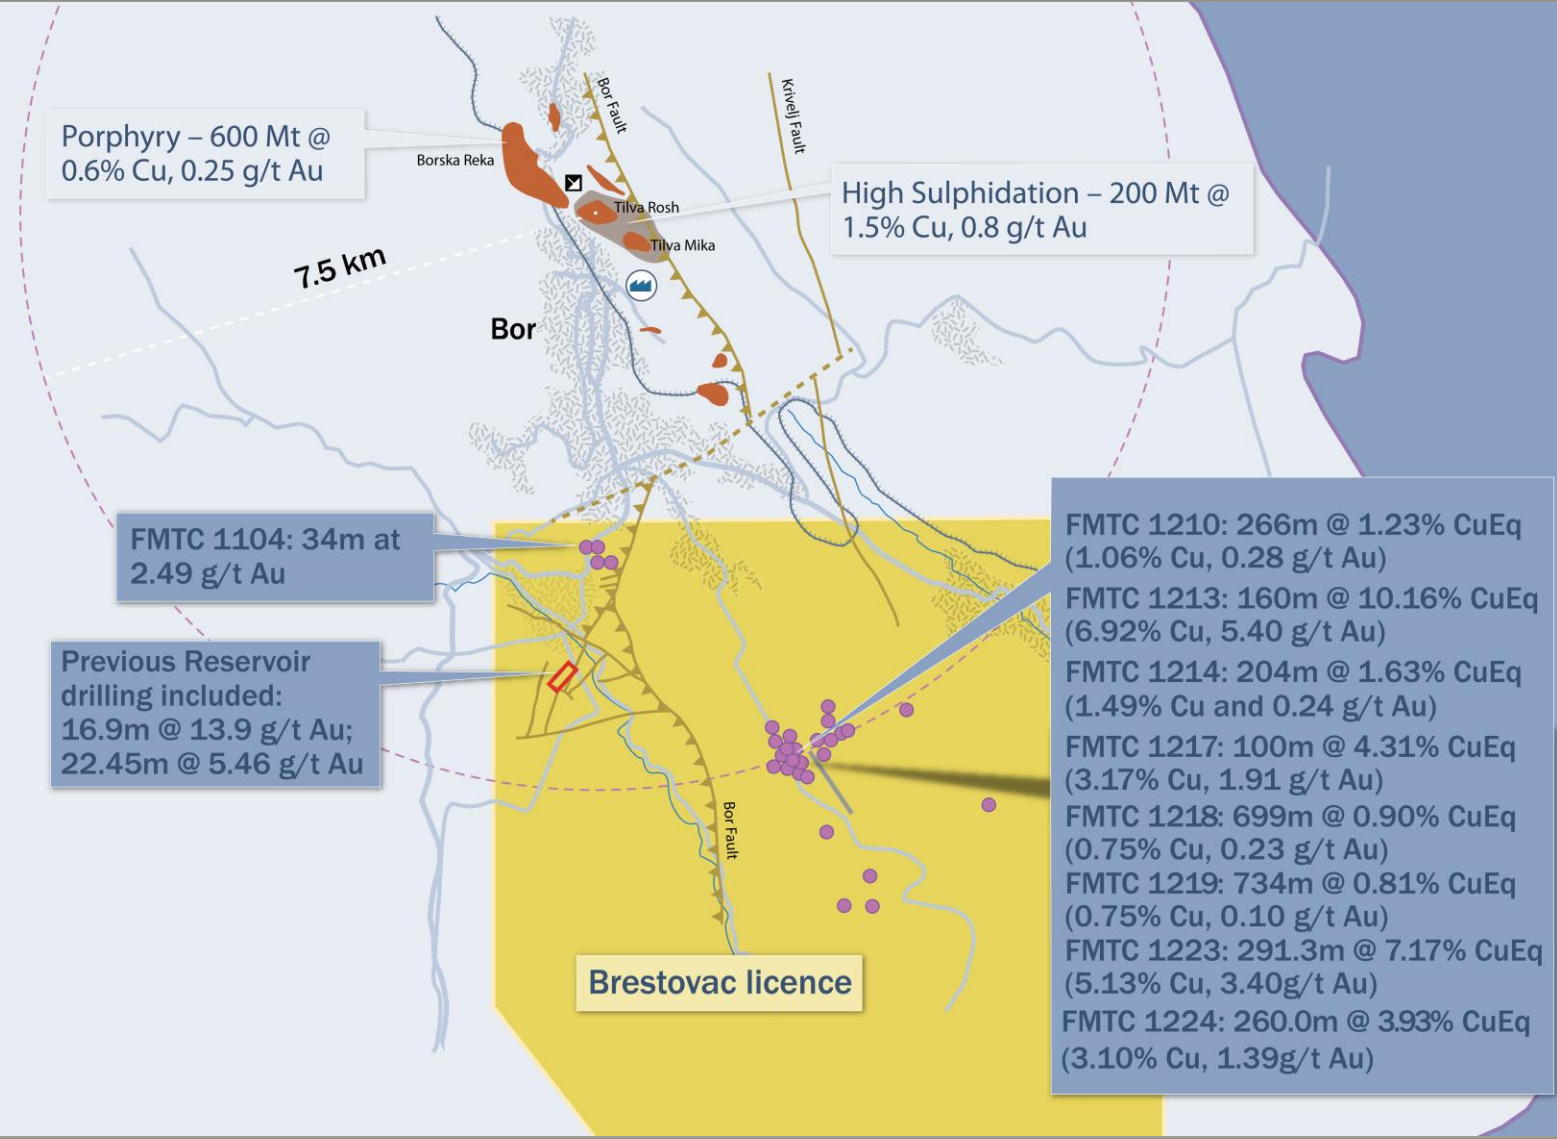 Bor Fault
Krivelj Fault
Porphyry – 600 Mt @
0.6% Cu, 0.25 g/t Au
Borska Reka
High Sulphidation – 200 Mt @
1.5% Cu, 0.8 g/t Au
Tilva Rosh
Tilva Mika
7.5 km
Bor
FMTC 1104: 34m at
2.49 g/t Au
Previous Reservoir
drilling included:
16.9m @ 13.9 g/t Au;
22.45m @ 5.46 g/t Au
FMTC 1210: 266m @ 1.23% CuEq
(1.06% Cu, 0.28 g/t Au)
FMTC 1213: 160m @ 10.16% CuEq
(6.92% Cu, 5.40 g/t Au)
FMTC 1214: 204m @ 1.63% CuEq
(1.49% Cu and 0.24 g/t Au)
FMTC 1217: 100m @ 4.31% CuEq
(3.17% Cu, 1.91 g/t Au)
FMTC 1218: 699m @ 0.90% CuEq
(0.75% Cu, 0.23 g/t Au)
FMTC 1219: 734m @ 0.81% CuEq
(0.75% Cu, 0.10 g/t Au)
FMTC 1223: 291.3m @ 7.17% CuEq
(5.13% Cu, 3.40g/t Au)
FMTC 1224: 260.0m @ 3.93% CuEq
(3.10% Cu, 1.39g/t Au)
Bor Fault
Brestovac licence